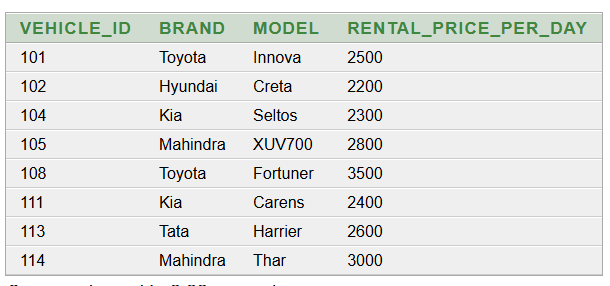 VEHICLE_ID BRAND MODEL RENTAL_PRICE_PER_DAY
101 Toyota Innova 2500
102 Hyundai Creta 2200
104 Kia Seltos 2300
105 Mahindra XUV700 2800
108 Toyota Fortuner 3500
111 Kia Carens 2400
113 Tata Harrier 2600
114 Mahindra Thar 3000